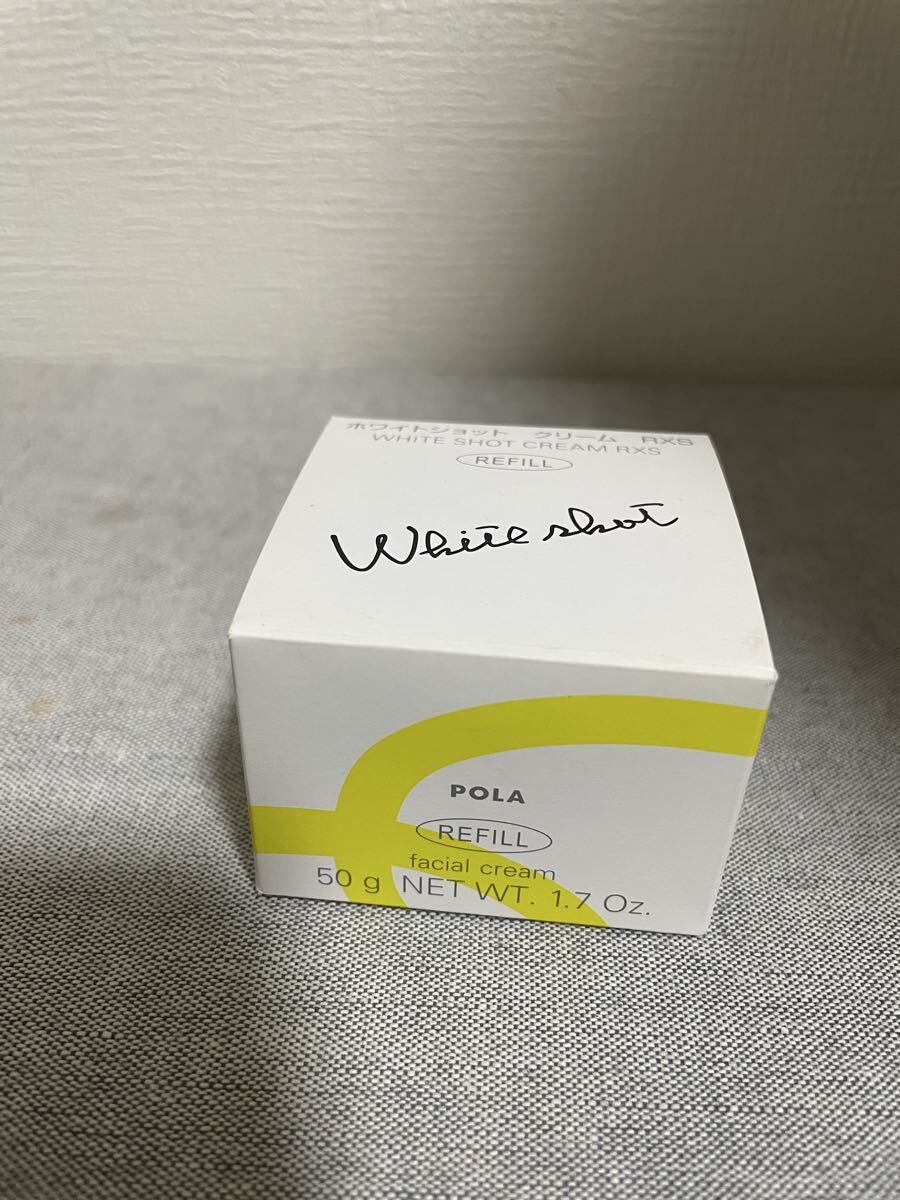 ホワイトショット クリーム RXS
WHITE SHOT CREAM RXS
REFILL
White shot
POLA
REFILL
facial cream
50 g NET WT. 1.7 Oz.